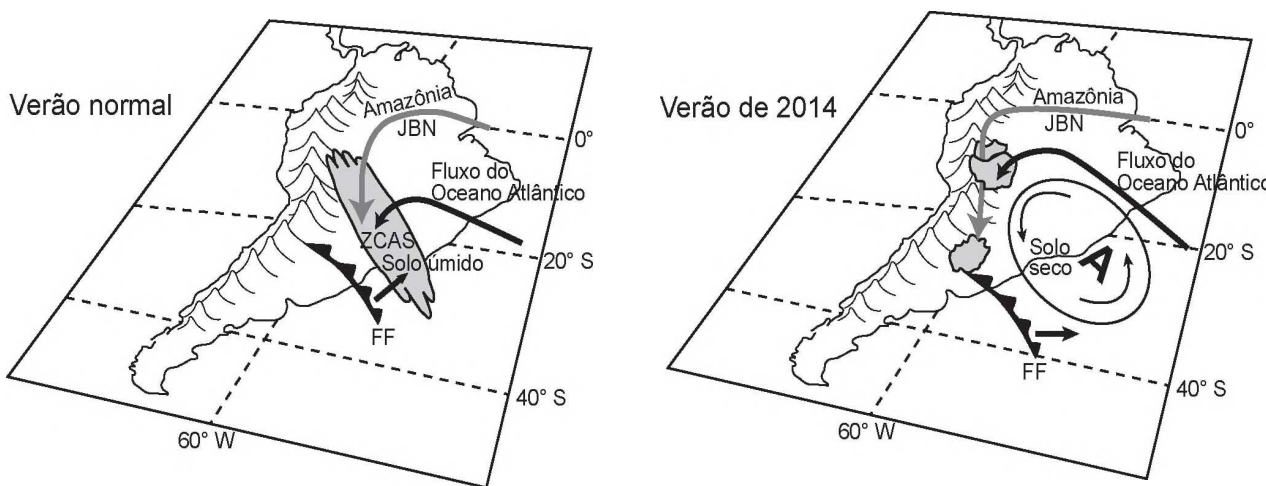 Verão normal
Amazônia
JBN
0°
Fluxo do
Oceano Atlântico
ZCAS
Solo úmido
20° S
FF
40° S
60° W
Verão de 2014
Amazônia
JBN
0°
Fluxo do
Oceano Atlântico
Solo
seco
A
20° S
FF
40° S
60° W